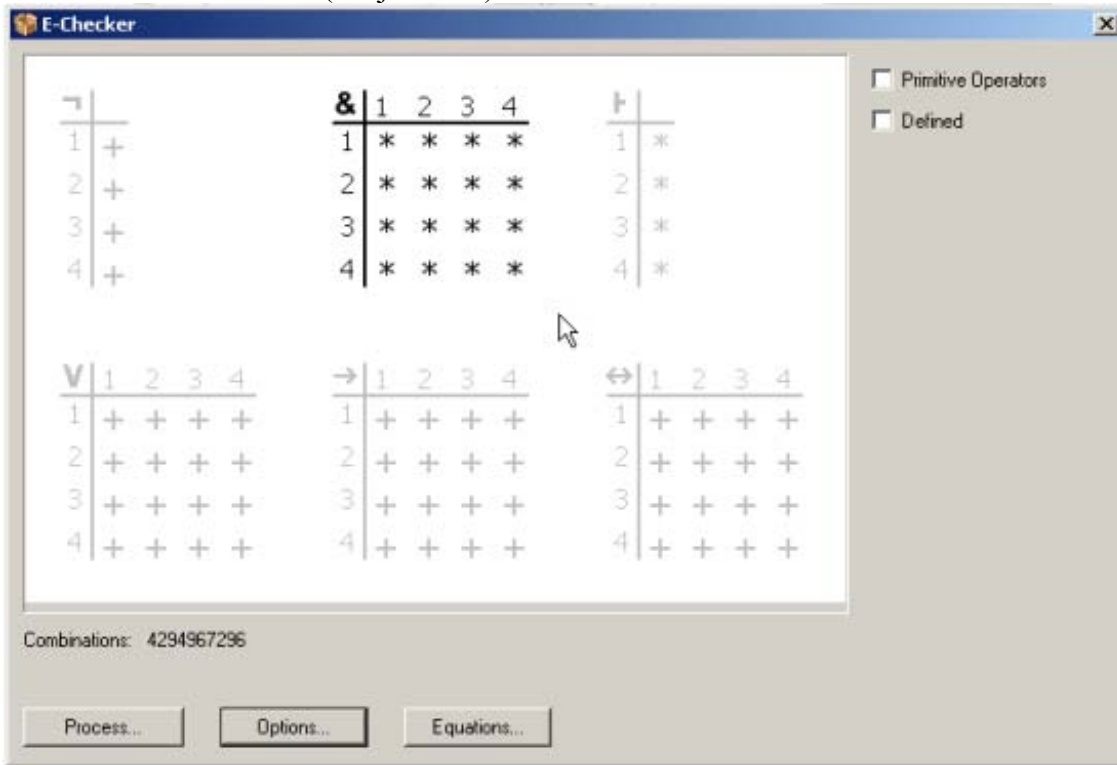 E-Checker
¬
1 +
2 +
3 +
4 +
& 1 2 3 4
1 * * * *
2 * * * *
3 * * * *
4 * * * *
⊦
1 *
2 *
3 *
4 *
Primitive Operators
Defined
V 1 2 3 4
1 + + + +
2 + + + +
3 + + + +
4 + + + +
→ 1 2 3 4
1 + + + +
2 + + + +
3 + + + +
4 + + + +
↔ 1 2 3 4
1 + + + +
2 + + + +
3 + + + +
4 + + + +
Combinations: 4294967296
Process... Options... Equations...